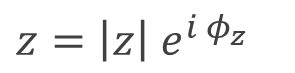 z = |z| e^{i ϕ_z}